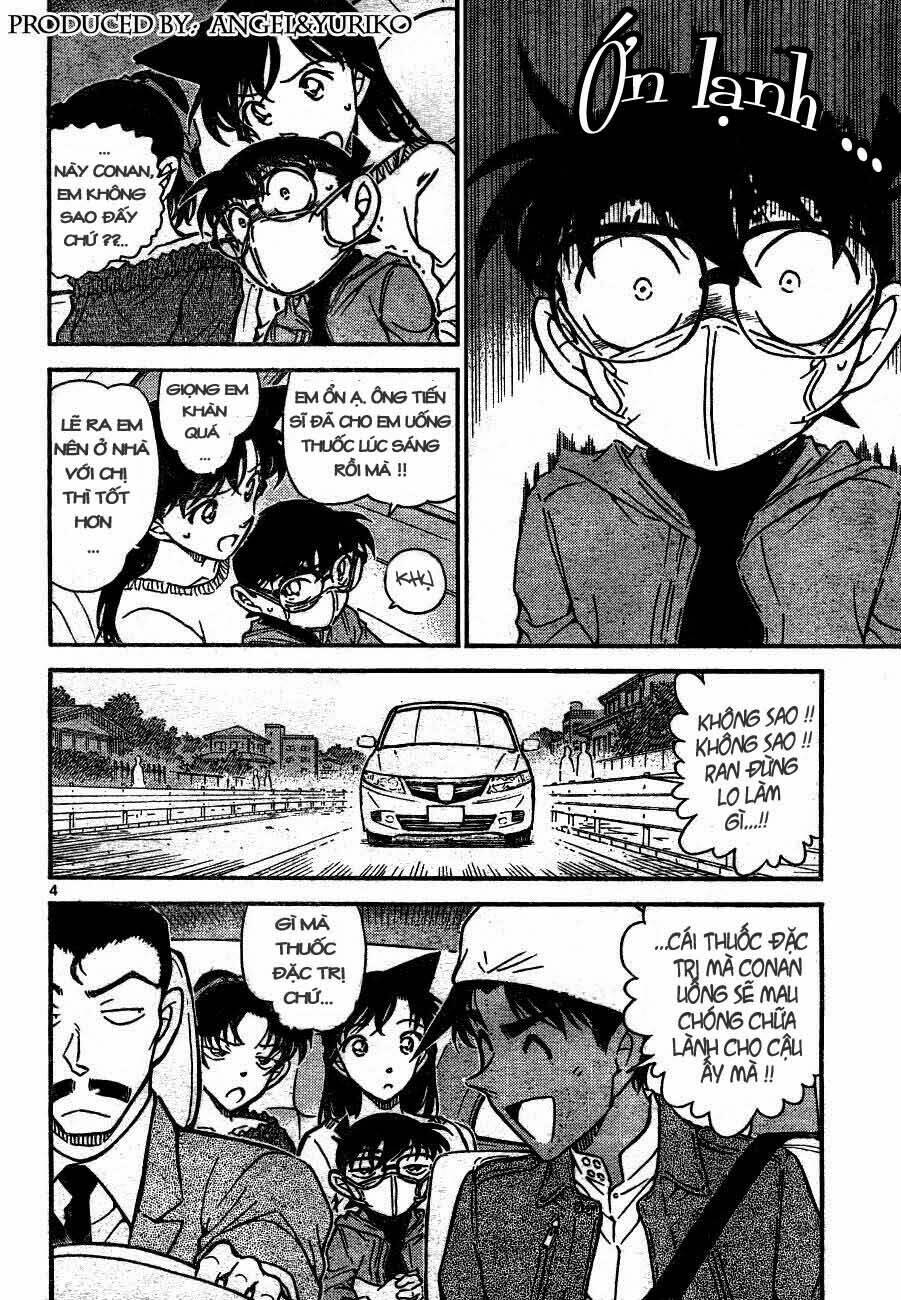 PRODUCED BY: ANGEL&YURIKO
Ớn lạnh
...
...
NÀY CONAN,
EM KHÔNG
SAO ĐẤY
CHỨ ??...
EM ỔN Ạ. ÔNG TIẾN
SĨ ĐÃ CHO EM UỐNG
THUỐC LÚC SÁNG
RỒI MÀ !!
GIỌNG EM
KHÀN
QUÁ
...
LẼ RA EM
NÊN Ở NHÀ
VỚI CHỊ
THÌ TỐT
HƠN
...
KHỤ
KHÔNG SAO !!
KHÔNG SAO !!
RAN ĐỪNG
LO LÀM
GÌ...!!
4
...CÁI THUỐC ĐẶC
TRỊ MÀ CONAN
UỐNG SẼ MAU
CHÓNG CHỮA
LÀNH CHO CẬU
ẤY MÀ !!
GÌ MÀ
THUỐC
ĐẶC TRỊ
CHỨ...